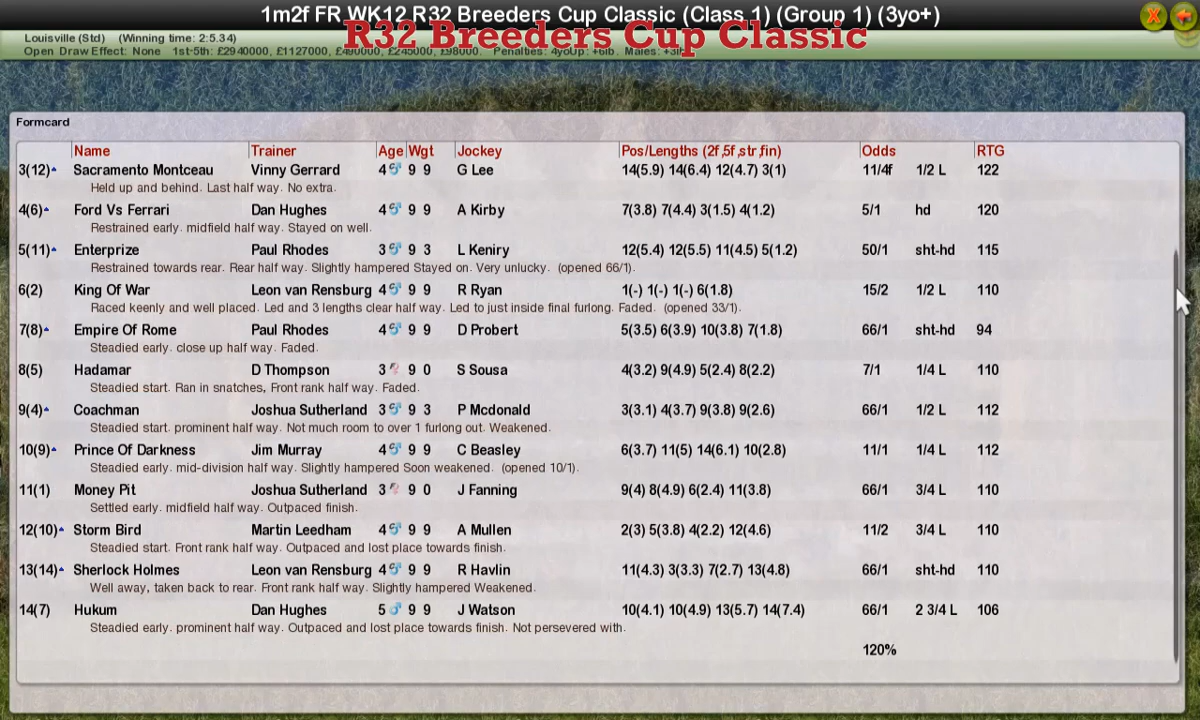 1m2f FR WK12 R32 Breeders Cup Classic (Class 1) (Group 1) (3yo+)
R32 Breeders Cup Classic
Louisville (Std) (Winning time: 2:5.34)
Open Draw Effect: None 1st-5th: £2940000, £1127000, £490000, £245000, £98000. Penalties: 4yoUp: +6lb. Males: +3lb
Formcard
Name Trainer Age Wgt Jockey Pos/Lengths (2f,5f,str,fin) Odds RTG
3(12) Sacramento Montceau Vinny Gerrard 4 9 9 G Lee 14(5.9) 14(6.4) 12(4.7) 3(1) 11/4f 1/2 L 122
Held up and behind. Last half way. No extra.
4(6) Ford Vs Ferrari Dan Hughes 4 9 9 A Kirby 7(3.8) 7(4.4) 3(1.5) 4(1.2) 5/1 hd 120
Restrained early. midfield half way. Stayed on well.
5(11) Enterprize Paul Rhodes 3 9 3 L Keniry 12(5.4) 12(5.5) 11(4.5) 5(1.2) 50/1 sht-hd 115
Restrained towards rear. Rear half way. Slightly hampered Stayed on. Very unlucky. (opened 66/1).
6(2) King Of War Leon van Rensburg 4 9 9 R Ryan 1(-) 1(-) 1(-) 6(1.8) 15/2 1/2 L 110
Raced keenly and well placed. Led and 3 lengths clear half way. Led to just inside final furlong. Faded. (opened 33/1).
7(8) Empire Of Rome Paul Rhodes 4 9 9 D Probert 5(3.5) 6(3.9) 10(3.8) 7(1.8) 66/1 sht-hd 94
Steadied early. close up half way. Faded.
8(5) Hadamar D Thompson 3 9 0 S Sousa 4(3.2) 9(4.9) 5(2.4) 8(2.2) 7/1 1/4 L 110
Steadied start. Ran in snatches, Front rank half way. Faded.
9(4) Coachman Joshua Sutherland 3 9 3 P Mcdonald 3(3.1) 4(3.7) 9(3.8) 9(2.6) 66/1 1/2 L 112
Steadied start. prominent half way. Not much room to over 1 furlong out. Weakened.
10(9) Prince Of Darkness Jim Murray 4 9 9 C Beasley 6(3.7) 11(5) 14(6.1) 10(2.8) 11/1 1/4 L 112
Steadied early. mid-division half way. Slightly hampered Soon weakened. (opened 10/1).
11(1) Money Pit Joshua Sutherland 3 9 0 J Fanning 9(4) 8(4.9) 6(2.4) 11(3.8) 66/1 3/4 L 110
Settled early. midfield half way. Outpaced finish.
12(10) Storm Bird Martin Leedham 4 9 9 A Mullen 2(3) 5(3.8) 4(2.2) 12(4.6) 11/2 3/4 L 110
Steadied start. Front rank half way. Outpaced and lost place towards finish.
13(14) Sherlock Holmes Leon van Rensburg 4 9 9 R Havlin 11(4.3) 3(3.3) 7(2.7) 13(4.8) 66/1 sht-hd 110
Well away, taken back to rear. Front rank half way. Slightly hampered Weakened.
14(7) Hukum Dan Hughes 5 9 9 J Watson 10(4.1) 10(4.9) 13(5.7) 14(7.4) 66/1 2 3/4 L 106
Steadied early. prominent half way. Outpaced and lost place towards finish. Not persevered with.
120%